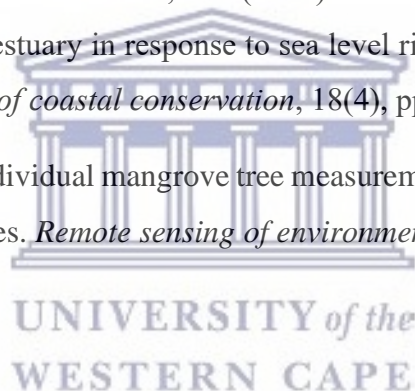 estuary in response to sea level ri
of coastal conservation, 18(4), pp
dividual mangrove tree measurem
es. Remote sensing of environmen
UNIVERSITY of the
WESTERN CAPE